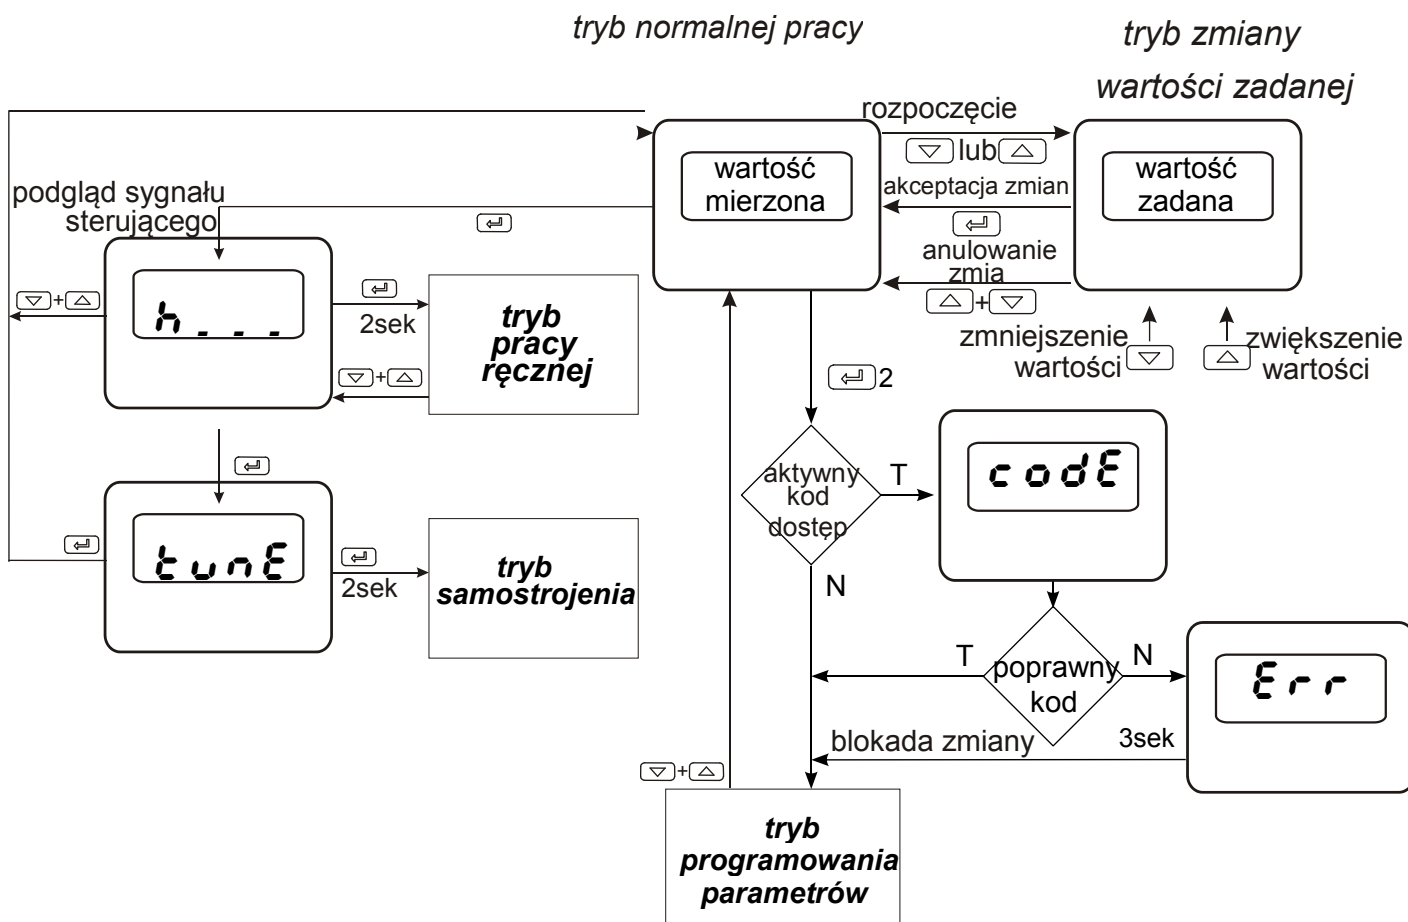 tryb normalnej pracy
tryb zmiany
wartości zadanej
rozpoczęcie
lub
wartość
mierzona
wartość
zadana
akceptacja zmian
anulowanie
zmia
+
zmniejszenie
wartości
zwiększenie
wartości
podgląd sygnału
sterującego
h _ _ _
+
2sek
tryb
pracy
ręcznej
+
2
aktywny
kod
dostęp
T
N
codE
tunE
2sek
tryb
samostrojenia
T
poprawny
kod
N
Err
blokada zmiany
3sek
+
tryb
programowania
parametrów